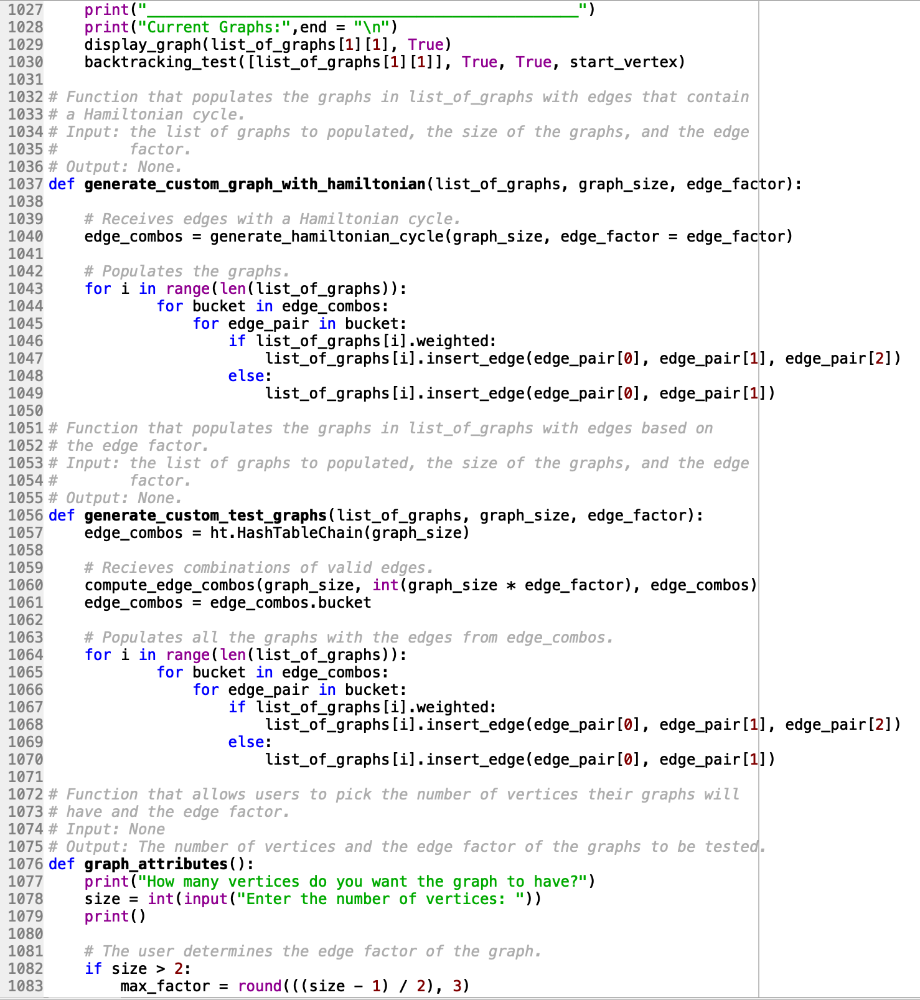 1027     print("________________________________________________")
1028     print("Current Graphs:",end = "\n")
1029     display_graph(list_of_graphs[1][1], True)
1030     backtracking_test([list_of_graphs[1][1]], True, True, start_vertex)
1031
1032 # Function that populates the graphs in list_of_graphs with edges that contain
1033 # a Hamiltonian cycle.
1034 # Input: the list of graphs to populated, the size of the graphs, and the edge
1035 #        factor.
1036 # Output: None.
1037 def generate_custom_graph_with_hamiltonian(list_of_graphs, graph_size, edge_factor):
1038
1039     # Receives edges with a Hamiltonian cycle.
1040     edge_combos = generate_hamiltonian_cycle(graph_size, edge_factor = edge_factor)
1041
1042     # Populates the graphs.
1043     for i in range(len(list_of_graphs)):
1044             for bucket in edge_combos:
1045                 for edge_pair in bucket:
1046                     if list_of_graphs[i].weighted:
1047                         list_of_graphs[i].insert_edge(edge_pair[0], edge_pair[1], edge_pair[2])
1048                     else:
1049                         list_of_graphs[i].insert_edge(edge_pair[0], edge_pair[1])
1050
1051 # Function that populates the graphs in list_of_graphs with edges based on
1052 # the edge factor.
1053 # Input: the list of graphs to populated, the size of the graphs, and the edge
1054 #        factor.
1055 # Output: None.
1056 def generate_custom_test_graphs(list_of_graphs, graph_size, edge_factor):
1057     edge_combos = ht.HashTableChain(graph_size)
1058
1059     # Recieves combinations of valid edges.
1060     compute_edge_combos(graph_size, int(graph_size * edge_factor), edge_combos)
1061     edge_combos = edge_combos.bucket
1062
1063     # Populates all the graphs with the edges from edge_combos.
1064     for i in range(len(list_of_graphs)):
1065             for bucket in edge_combos:
1066                 for edge_pair in bucket:
1067                     if list_of_graphs[i].weighted:
1068                         list_of_graphs[i].insert_edge(edge_pair[0], edge_pair[1], edge_pair[2])
1069                     else:
1070                         list_of_graphs[i].insert_edge(edge_pair[0], edge_pair[1])
1071
1072 # Function that allows users to pick the number of vertices their graphs will
1073 # have and the edge factor.
1074 # Input: None
1075 # Output: The number of vertices and the edge factor of the graphs to be tested.
1076 def graph_attributes():
1077     print("How many vertices do you want the graph to have?")
1078     size = int(input("Enter the number of vertices: "))
1079     print()
1080
1081     # The user determines the edge factor of the graph.
1082     if size > 2:
1083         max_factor = round(((size - 1) / 2), 3)